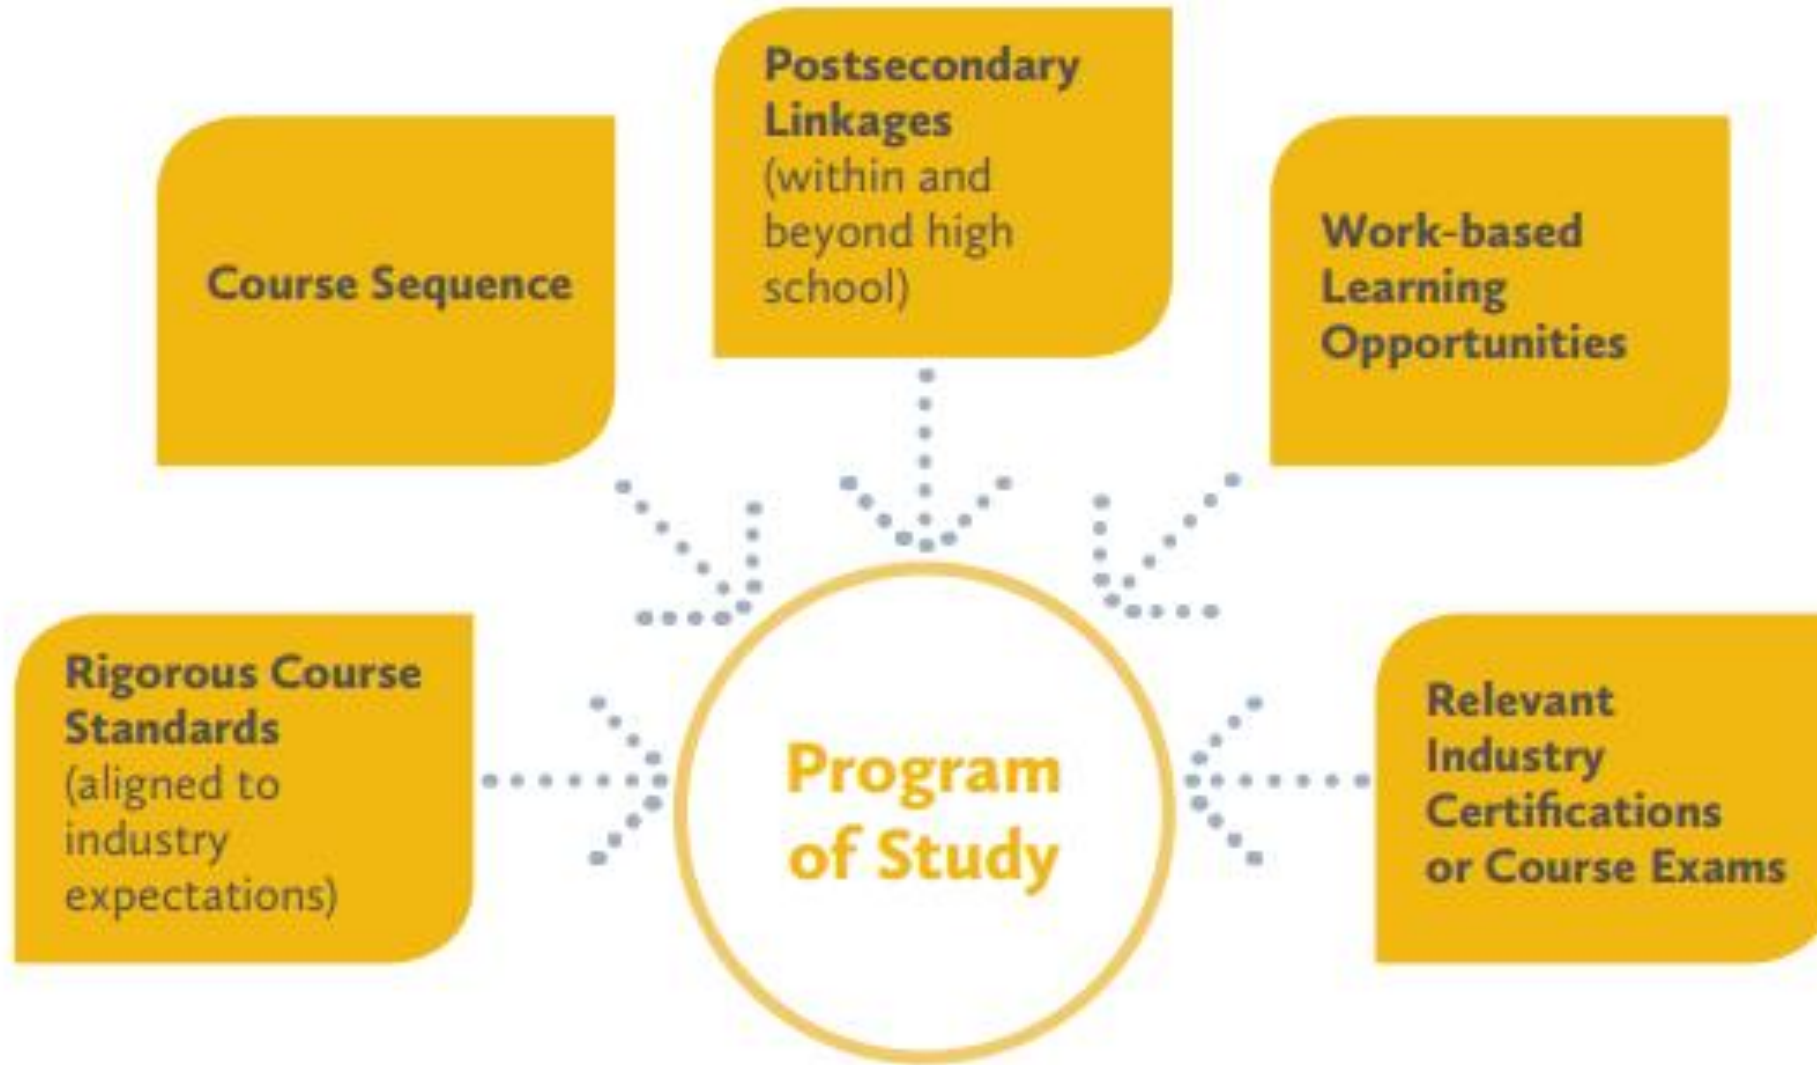 Postsecondary
Linkages
(within and
beyond high
school)
Course Sequence
Work-based
Learning
Opportunities
Rigorous Course
Standards
(aligned to
industry
expectations)
Program
of Study
Relevant
Industry
Certifications
or Course Exams